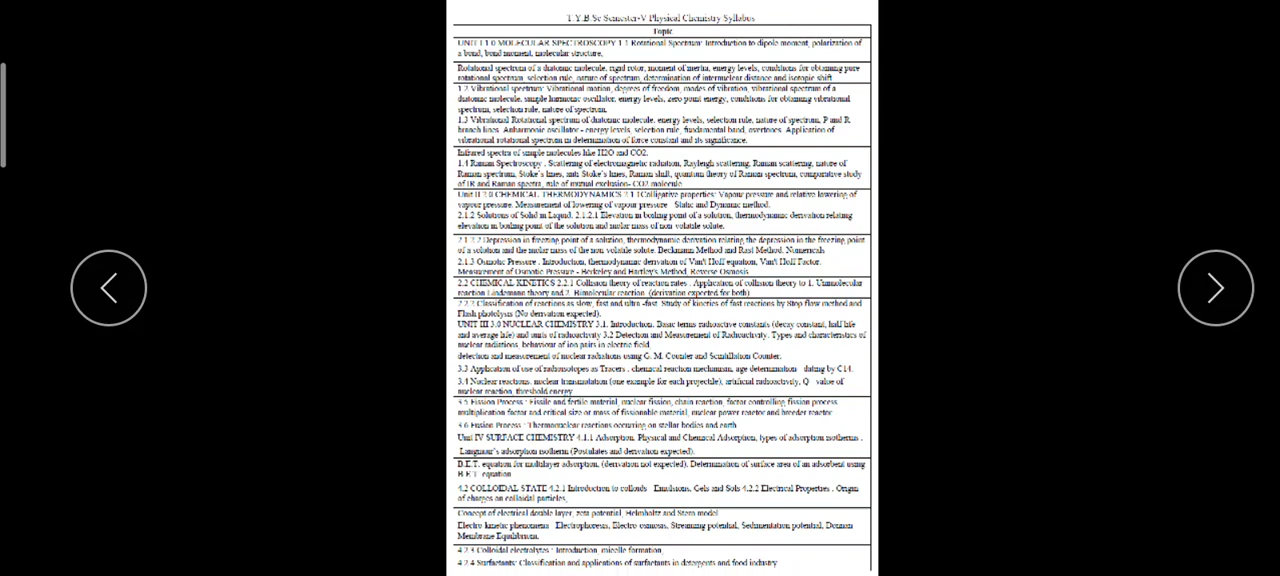 T.Y.B.Sc Semester-V Physical Chemistry Syllabus
Topic
UNIT I 1.0 MOLECULAR SPECTROSCOPY 1.1 Rotational Spectrum: Introduction to dipole moment, polarization of
a bond, bond moment, molecular structure,
Rotational spectrum of a diatomic molecule, rigid rotor, moment of inertia, energy levels, conditions for obtaining pure
rotational spectrum, selection rule, nature of spectrum, determination of internuclear distance and isotopic shift
1.2 Vibrational spectrum: Vibrational motion, degrees of freedom, modes of vibration, vibrational spectrum of a
diatomic molecule, simple harmonic oscillator, energy levels, zero point energy, conditions for obtaining vibrational
spectrum, selection rule, nature of spectrum.
1.3 Vibrational Rotational spectrum of diatomic molecule, energy levels, selection rule, nature of spectrum, P and R
branch lines. Anharmonic oscillator - energy levels, selection rule, fundamental band, overtones. Application of
vibrational rotational spectrum in determination of force constant and its significance.
Infrared spectra of simple molecules like H2O and CO2.
1.4 Raman Spectroscopy : Scattering of electromagnetic radiation, Rayleigh scattering, Raman scattering, nature of
Raman spectrum, Stoke's lines, anti Stoke's lines, Raman shift, quantum theory of Raman spectrum, comparative study
of IR and Raman spectra, rule of mutual exclusion- CO2 molecule
Unit II 2.0 CHEMICAL THERMODYNAMICS 2.1.1Colligative properties: Vapour pressure and relative lowering of
vapour pressure. Measurement of lowering of vapour pressure - Static and Dynamic method.
2.1.2 Solutions of Solid in Liquid: 2.1.2.1 Elevation in boiling point of a solution, thermodynamic derivation relating
elevation in boiling point of the solution and molar mass of non volatile solute.
2.1.2.2 Depression in freezing point of a solution, thermodynamic derivation relating the depression in the freezing point
of a solution and the molar mass of the non volatile solute. Beckmann Method and Rast Method. Numericals
2.1.3 Osmotic Pressure : Introduction, thermodynamic derivation of Van't Hoff equation, Van't Hoff Factor.
Measurement of Osmotic Pressure - Berkeley and Hartley's Method, Reverse Osmosis
2.2 CHEMICAL KINETICS 2.2.1 Collision theory of reaction rates , Application of collision theory to 1. Unimolecular
reaction Lindemann theory and 2. Bimolecular reaction. (derivation expected for both)
2.2.2 Classification of reactions as slow, fast and ultra -fast. Study of kinetics of fast reactions by Stop flow method and
Flash photolysis (No derivation expected).
UNIT III 3.0 NUCLEAR CHEMISTRY 3.1. Introduction. Basic terms radioactive constants (decay constant, half life
and average life) and units of radioactivity 3.2 Detection and Measurement of Radioactivity: Types and characteristics of
nuclear radiations, behaviour of ion pairs in electric field,
detection and measurement of nuclear radiations using G. M. Counter and Scintillation Counter.
3.3 Application of use of radioisotopes as Tracers , chemical reaction mechanism, age determination - dating by C14.
3.4 Nuclear reactions, nuclear transmutation (one example for each projectile), artificial radioactivity, Q - value of
nuclear reaction, threshold energy
3.5 Fission Process : Fissile and fertile material, nuclear fission, chain reaction, factor controlling fission process
multiplication factor and critical size or mass of fissionable material, nuclear power reactor and breeder reactor
3.6 Fusion Process : Thermonuclear reactions occurring on stellar bodies and earth
Unit IV SURFACE CHEMISTRY 4.1.1 Adsorption. Physical and Chemical Adsorption, types of adsorption isotherms .
Langmuir's adsorption isotherm (Postulates and derivation expected).
B.E.T. equation for multilayer adsorption, (derivation not expected). Determination of surface area of an adsorbent using
B.E.T. equation
4.2 COLLOIDAL STATE 4.2.1 Introduction to colloids - Emulsions, Gels and Sols 4.2.2 Electrical Properties : Origin
of charges on colloidal particles,
Concept of electrical double layer, zeta potential, Helmholtz and Stern model
Electro kinetic phenomena - Electrophoresis, Electro osmosis, Streaming potential, Sedimentation potential, Donnan
Membrane Equilibrium.
4.2.3 Colloidal electrolytes : Introduction, micelle formation,
4.2.4 Surfactants: Classification and applications of surfactants in detergents and food industry